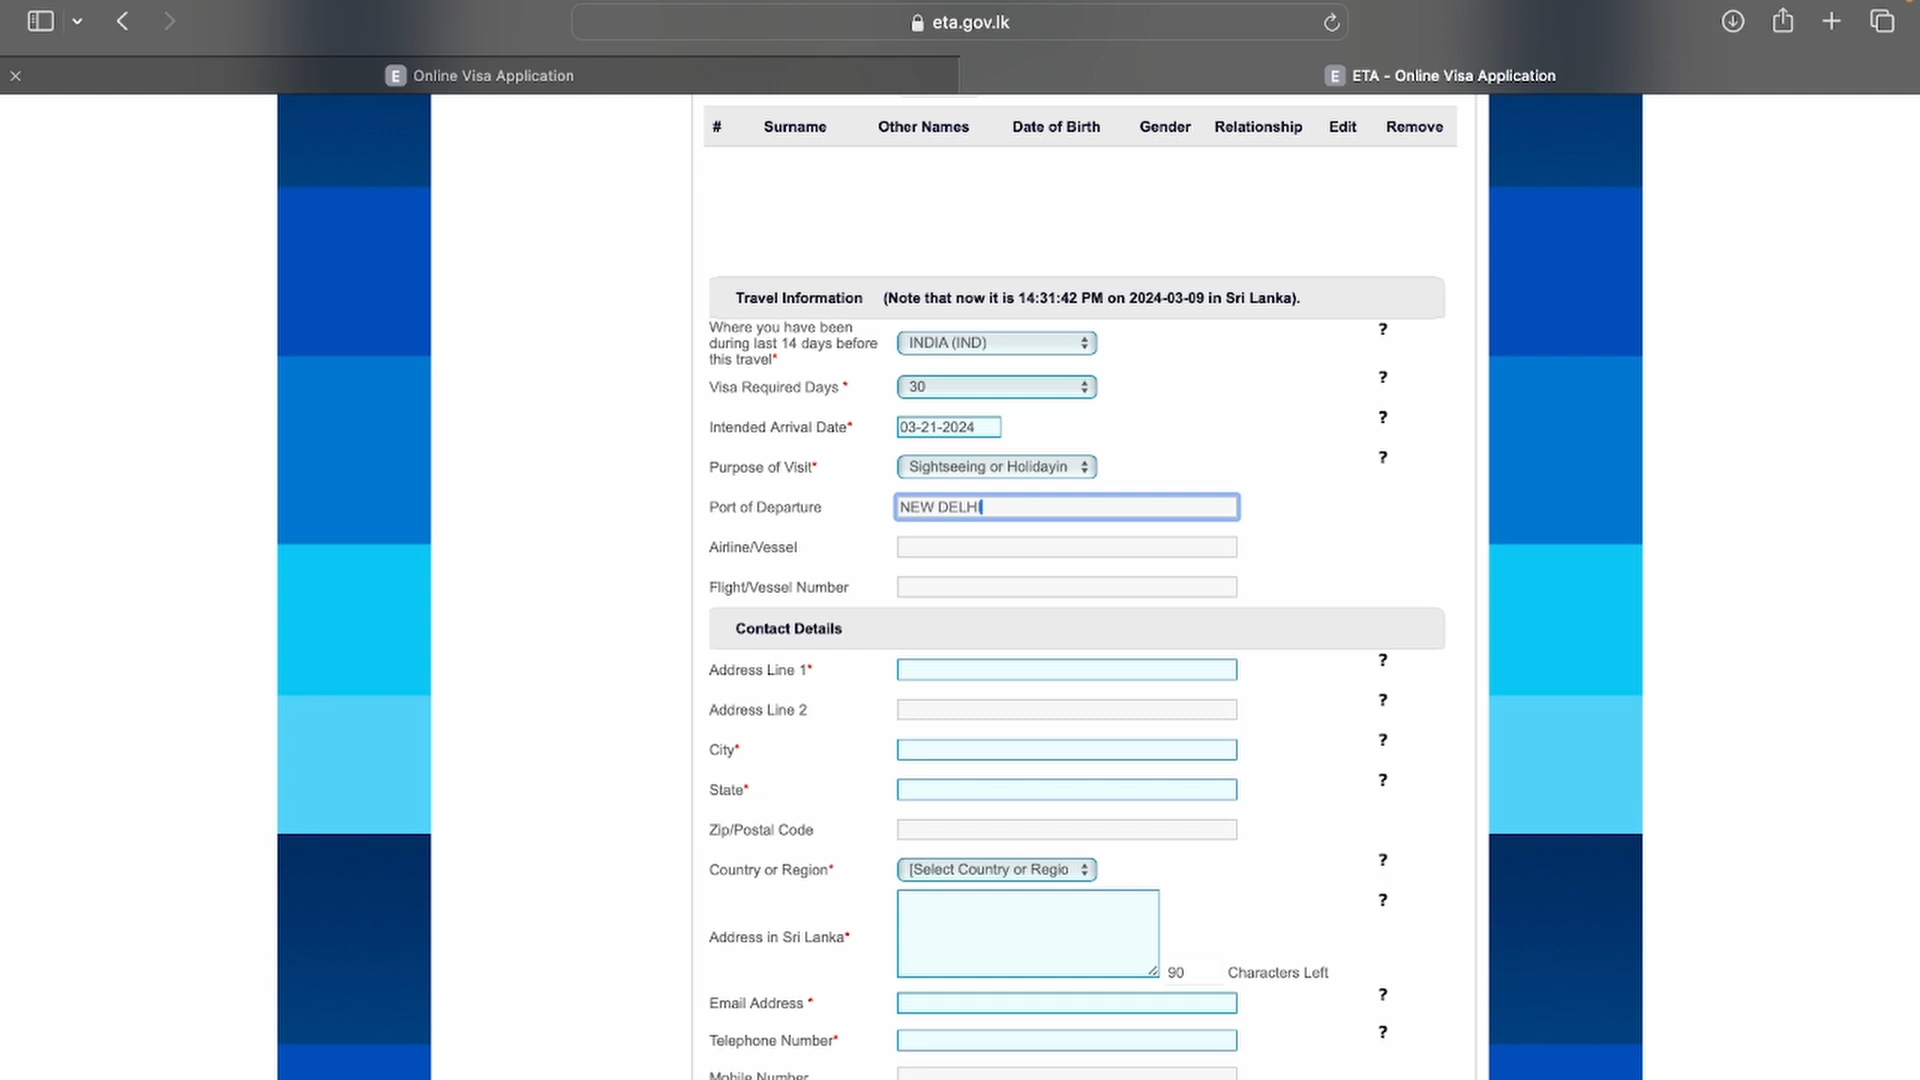 eta.gov.lk
E Online Visa Application
E ETA - Online Visa Application
# Surname Other Names Date of Birth Gender Relationship Edit Remove
Travel Information (Note that now it is 14:31:42 PM on 2024-03-09 in Sri Lanka).
Where you have been
during last 14 days before
this travel*
INDIA (IND)
?
Visa Required Days * 30 ?
Intended Arrival Date* 03-21-2024 ?
Purpose of Visit* Sightseeing or Holidayin ?
Port of Departure NEW DELHI
Airline/Vessel
Flight/Vessel Number
Contact Details
Address Line 1* ?
Address Line 2 ?
City* ?
State* ?
Zip/Postal Code
Country or Region* [Select Country or Regio ?
Address in Sri Lanka* ?
90 Characters Left
Email Address * ?
Telephone Number* ?
Mobile Number